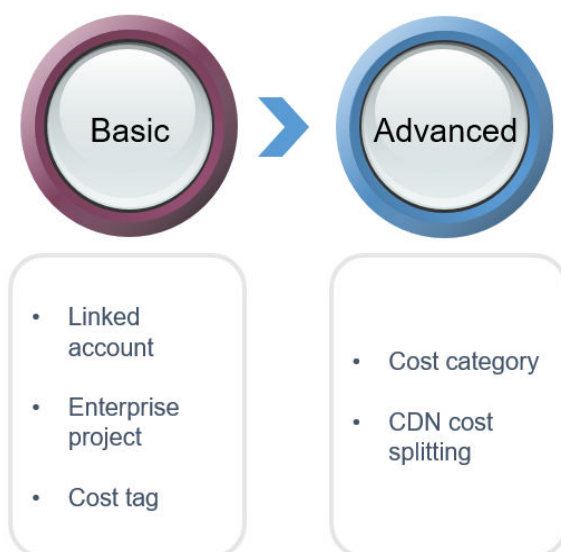 Basic
Advanced
• Linked
account
• Enterprise
project
• Cost tag
• Cost category
• CDN cost
splitting